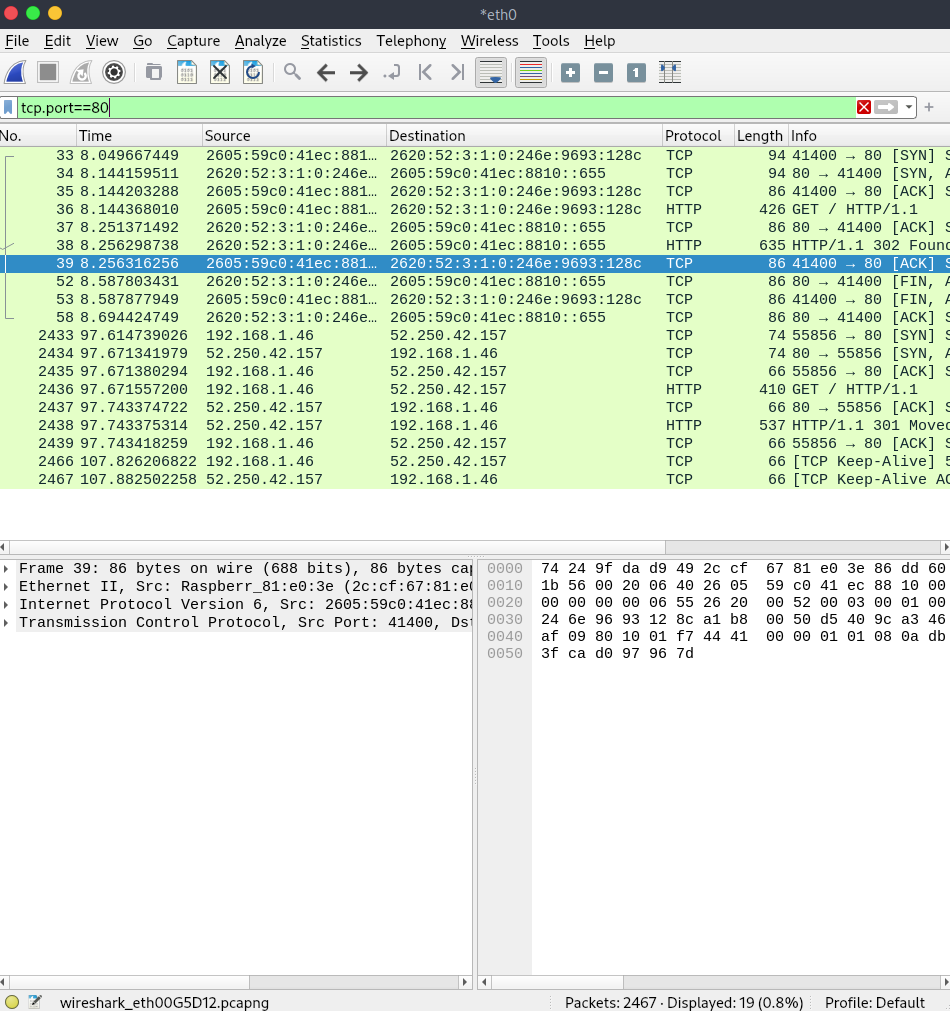 *eth0
File Edit View Go Capture Analyze Statistics Telephony Wireless Tools Help
tcp.port==80
No. Time Source Destination Protocol Length Info
33 8.049667449 2605:59c0:41ec:881… 2620:52:3:1:0:246e:9693:128c TCP 94 41400 → 80 [SYN] S
34 8.144159511 2620:52:3:1:0:246e… 2605:59c0:41ec:8810::655 TCP 94 80 → 41400 [SYN, A
35 8.144203288 2605:59c0:41ec:881… 2620:52:3:1:0:246e:9693:128c TCP 86 41400 → 80 [ACK] S
36 8.144368010 2605:59c0:41ec:881… 2620:52:3:1:0:246e:9693:128c HTTP 426 GET / HTTP/1.1
37 8.251371492 2620:52:3:1:0:246e… 2605:59c0:41ec:8810::655 TCP 86 80 → 41400 [ACK] S
38 8.256298738 2620:52:3:1:0:246e… 2605:59c0:41ec:8810::655 HTTP 635 HTTP/1.1 302 Foun
39 8.256316256 2605:59c0:41ec:881… 2620:52:3:1:0:246e:9693:128c TCP 86 41400 → 80 [ACK] S
52 8.587803431 2620:52:3:1:0:246e… 2605:59c0:41ec:8810::655 TCP 86 80 → 41400 [FIN, A
53 8.587877949 2605:59c0:41ec:881… 2620:52:3:1:0:246e:9693:128c TCP 86 41400 → 80 [FIN, A
58 8.694424749 2620:52:3:1:0:246e… 2605:59c0:41ec:8810::655 TCP 86 80 → 41400 [ACK] S
2433 97.614739026 192.168.1.46 52.250.42.157 TCP 74 55856 → 80 [SYN] S
2434 97.671341979 52.250.42.157 192.168.1.46 TCP 74 80 → 55856 [SYN, A
2435 97.671380294 192.168.1.46 52.250.42.157 TCP 66 55856 → 80 [ACK] S
2436 97.671557200 192.168.1.46 52.250.42.157 HTTP 410 GET / HTTP/1.1
2437 97.743374722 52.250.42.157 192.168.1.46 TCP 66 80 → 55856 [ACK] S
2438 97.743375314 52.250.42.157 192.168.1.46 HTTP 537 HTTP/1.1 301 Moved
2439 97.743418259 192.168.1.46 52.250.42.157 TCP 66 55856 → 80 [ACK] S
2466 107.826206822 192.168.1.46 52.250.42.157 TCP 66 [TCP Keep-Alive] 5
2467 107.882502258 52.250.42.157 192.168.1.46 TCP 66 [TCP Keep-Alive AC
Frame 39: 86 bytes on wire (688 bits), 86 bytes cap
Ethernet II, Src: Raspberr_81:e0:3e (2c:cf:67:81:e0
Internet Protocol Version 6, Src: 2605:59c0:41ec:88
Transmission Control Protocol, Src Port: 41400, Dst
0000 74 24 9f da d9 49 2c cf 67 81 e0 3e 86 dd 60
0010 1b 56 00 20 06 40 26 05 59 c0 41 ec 88 10 00
0020 00 00 00 00 06 55 26 20 00 52 00 03 00 01 00
0030 24 6e 96 93 12 8c a1 b8 00 50 d5 40 9c a3 46
0040 af 09 80 10 01 f7 44 41 00 00 01 01 08 0a db
0050 3f ca d0 97 96 7d
wireshark_eth00G5D12.pcapng Packets: 2467 · Displayed: 19 (0.8%) Profile: Default